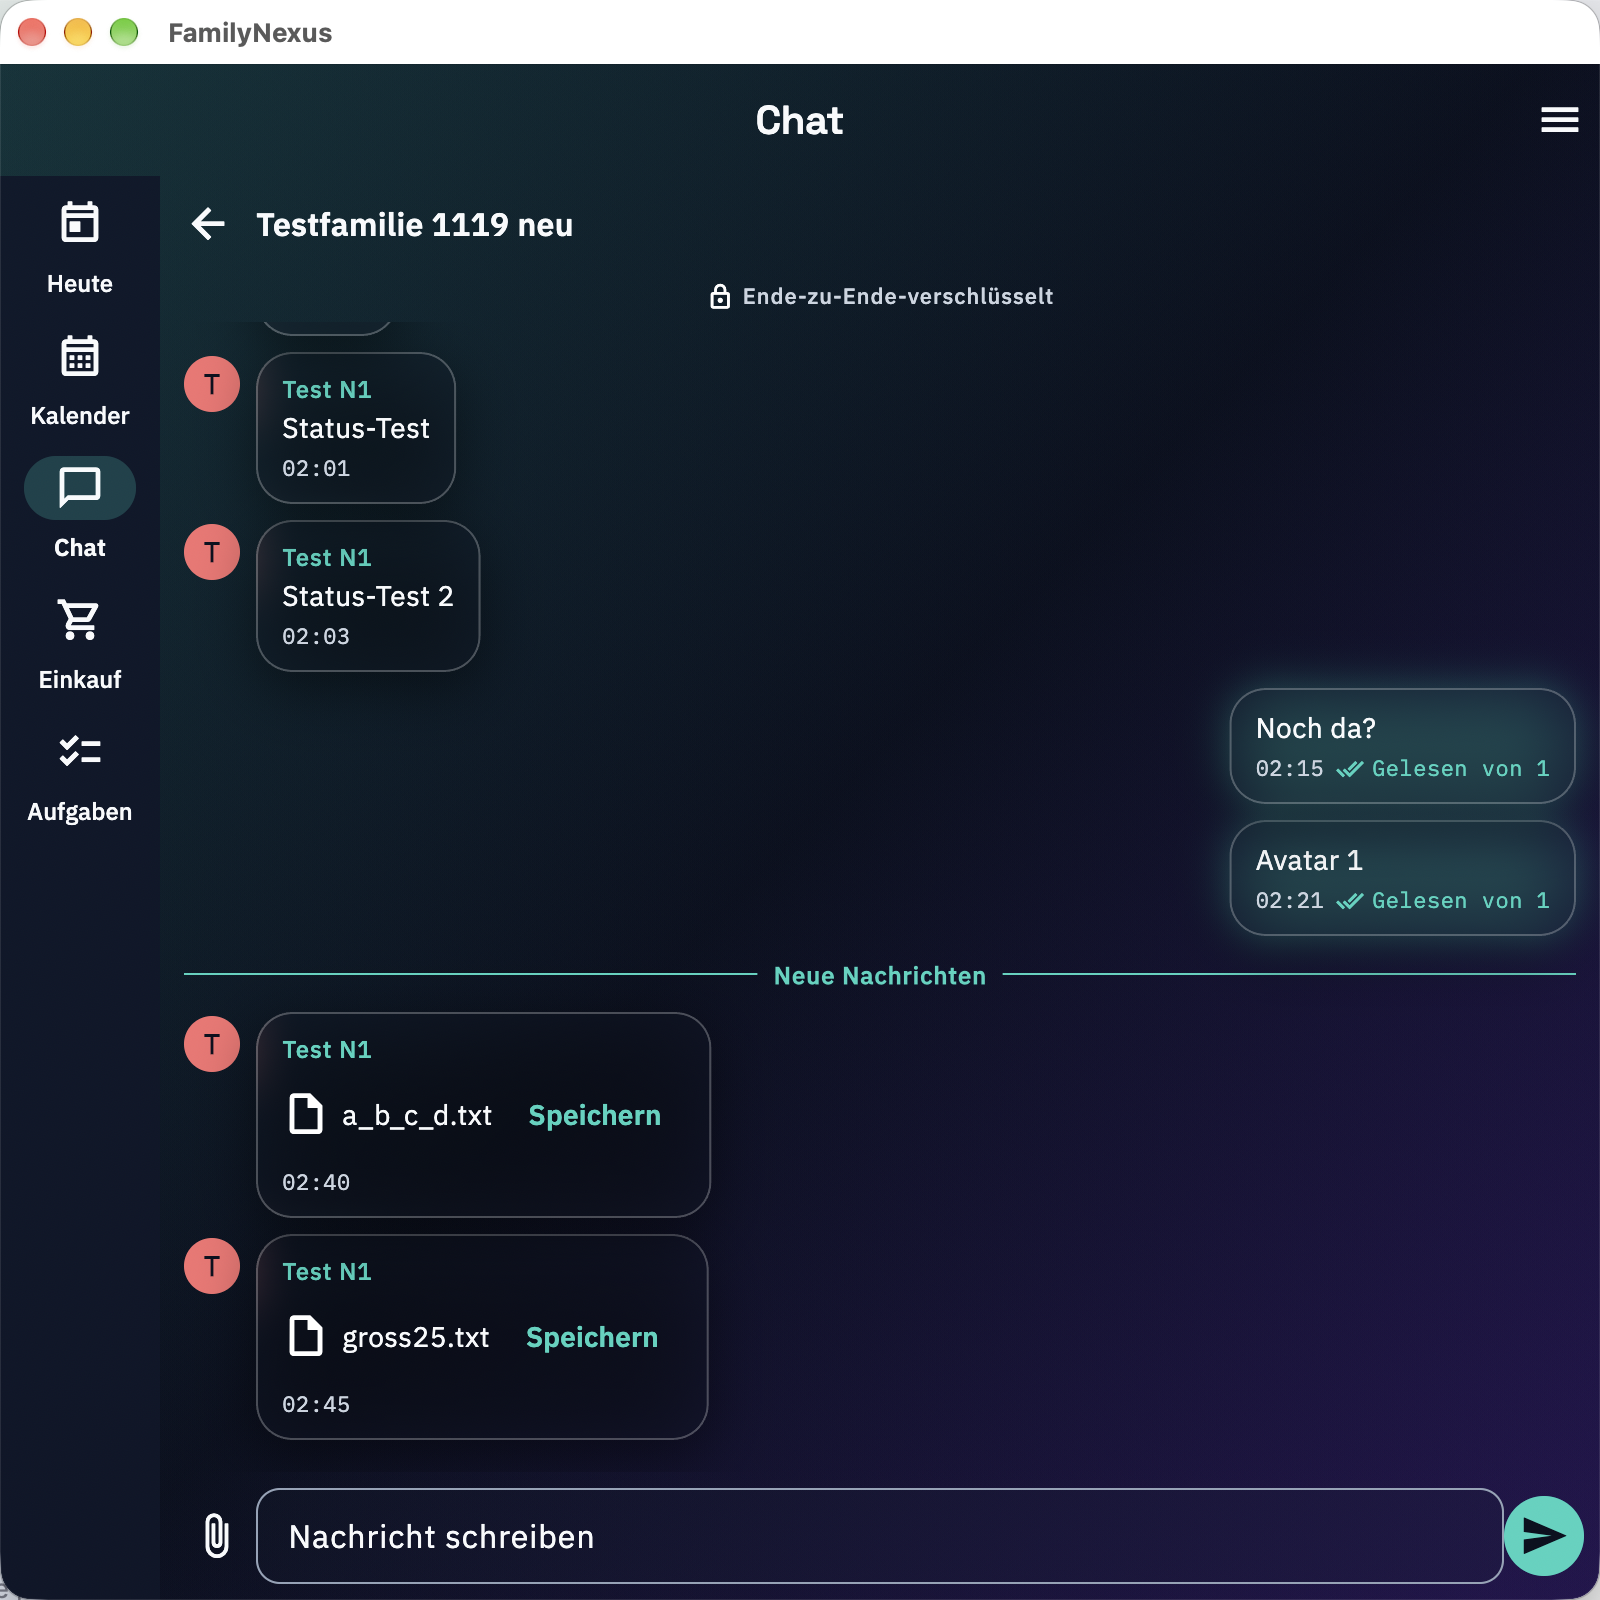 FamilyNexus
Chat
Heute
Kalender
Chat
Einkauf
Aufgaben
Testfamilie 1119 neu
Ende-zu-Ende-verschlüsselt
T
Test N1
Status-Test
02:01
T
Test N1
Status-Test 2
02:03
Noch da?
02:15 Gelesen von 1
Avatar 1
02:21 Gelesen von 1
Neue Nachrichten
T
Test N1
a_b_c_d.txt Speichern
02:40
T
Test N1
gross25.txt Speichern
02:45
Nachricht schreiben